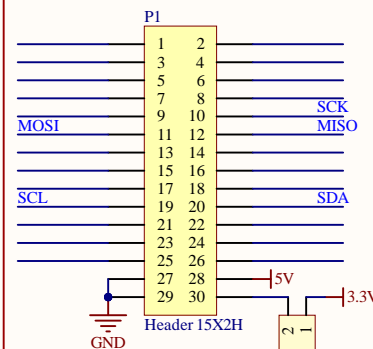 P1
1 2
3 4
5 6
7 8
SCK
9 10
MOSI MISO
11 12
13 14
15 16
17 18
SCL SDA
19 20
21 22
23 24
25 26
27 28 5V
29 30 3.3V
Header 15X2H 2 1
GND